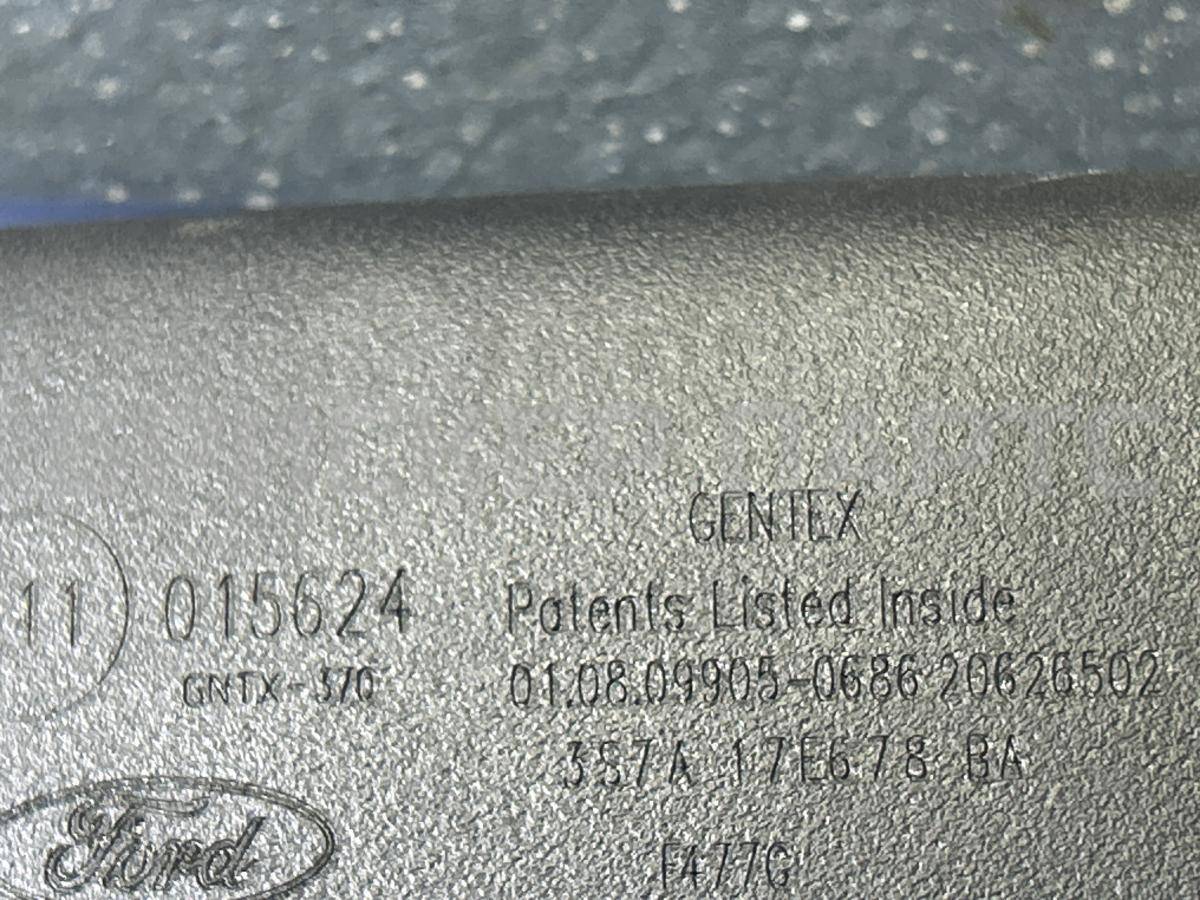 GENTEX
11 015624 Patents Listed Inside
GNTX-370 01.08.09905-0686 20626502
3S7A 17E678 BA
Ford
F477G